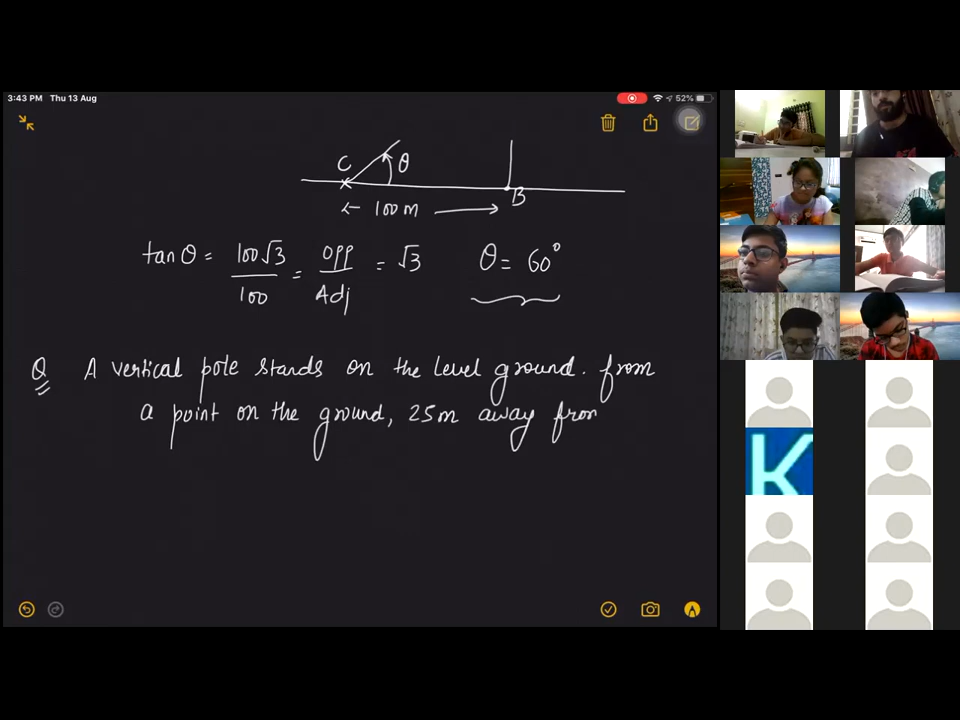 3:43 PM Thu 13 Aug
52%
C θ
B
100m
tan θ = 100√3 / 100 = opp / Adj = √3 θ = 60°
Q A vertical pole stands on the level ground. from
a point on the ground, 25m away from
K